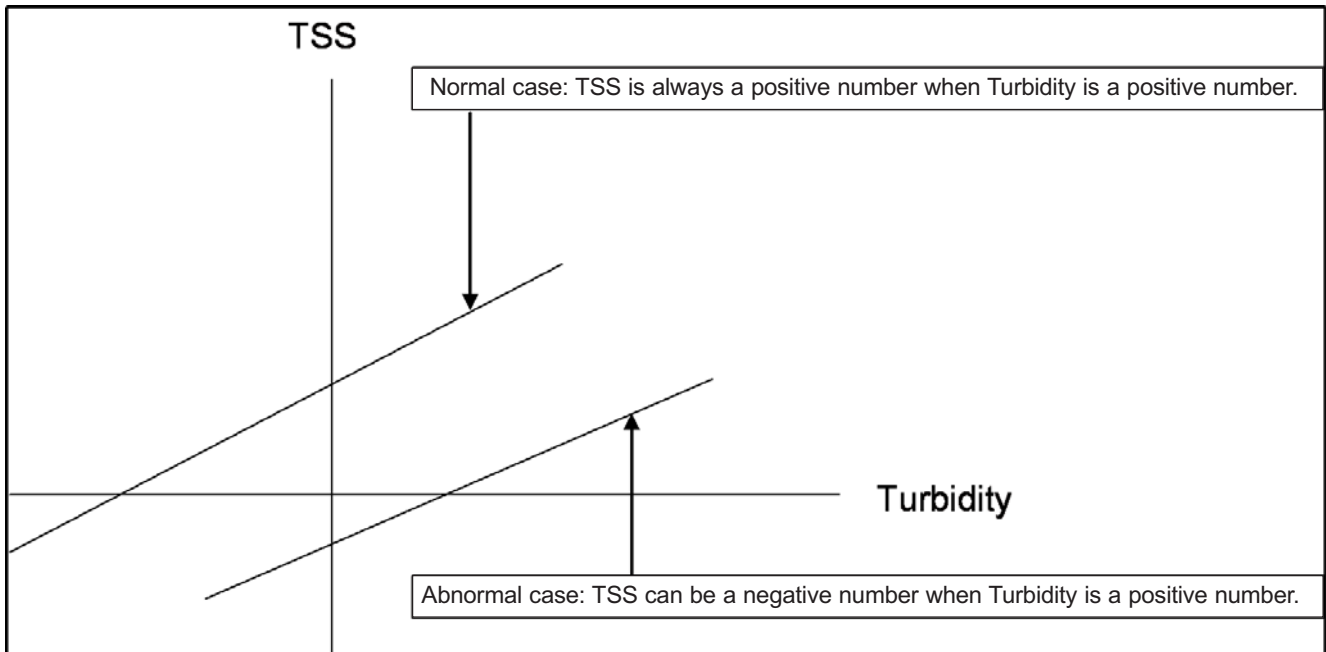 TSS
Normal case: TSS is always a positive number when Turbidity is a positive number.
Turbidity
Abnormal case: TSS can be a negative number when Turbidity is a positive number.